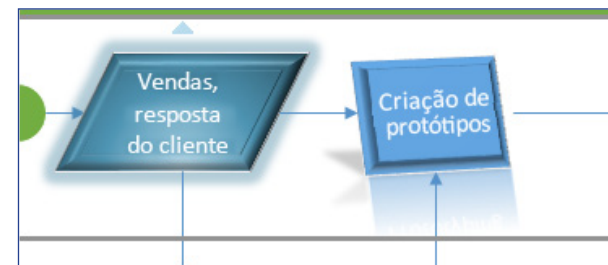 Vendas,
resposta
do cliente
Criação de
protótipos